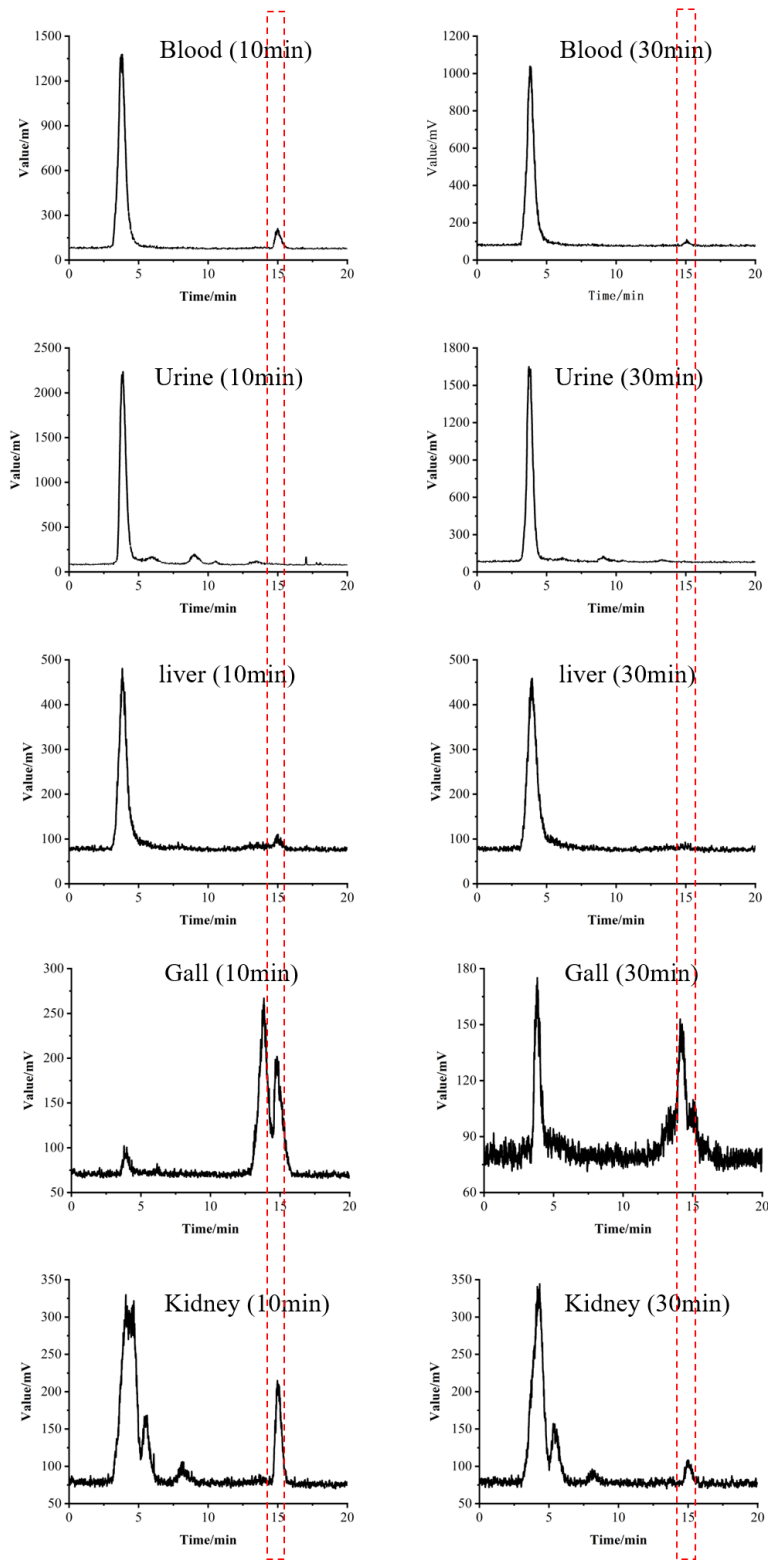 Blood (10min)
Value/mV
1500
1200
900
600
300
0
0 5 10 15 20
Time/min
Blood (30min)
Value/mV
1200
1000
800
600
400
200
0
0 5 10 15 20
Time/min
Urine (10min)
Value/mV
2500
2000
1500
1000
500
0
0 5 10 15 20
Time/min
Urine (30min)
Value/mV
1800
1500
1200
900
600
300
0
0 5 10 15 20
Time/min
liver (10min)
Value/mV
500
400
300
200
100
0
0 5 10 15 20
Time/min
liver (30min)
Value/mV
500
400
300
200
100
0
0 5 10 15 20
Time/min
Gall (10min)
Value/mV
300
250
200
150
100
50
0 5 10 15 20
Time/min
Gall (30min)
Value/mV
180
150
120
90
60
0 5 10 15 20
Time/min
Kidney (10min)
Value/mV
350
300
250
200
150
100
50
0 5 10 15 20
Time/min
Kidney (30min)
Value/mV
350
300
250
200
150
100
50
0 5 10 15 20
Time/min